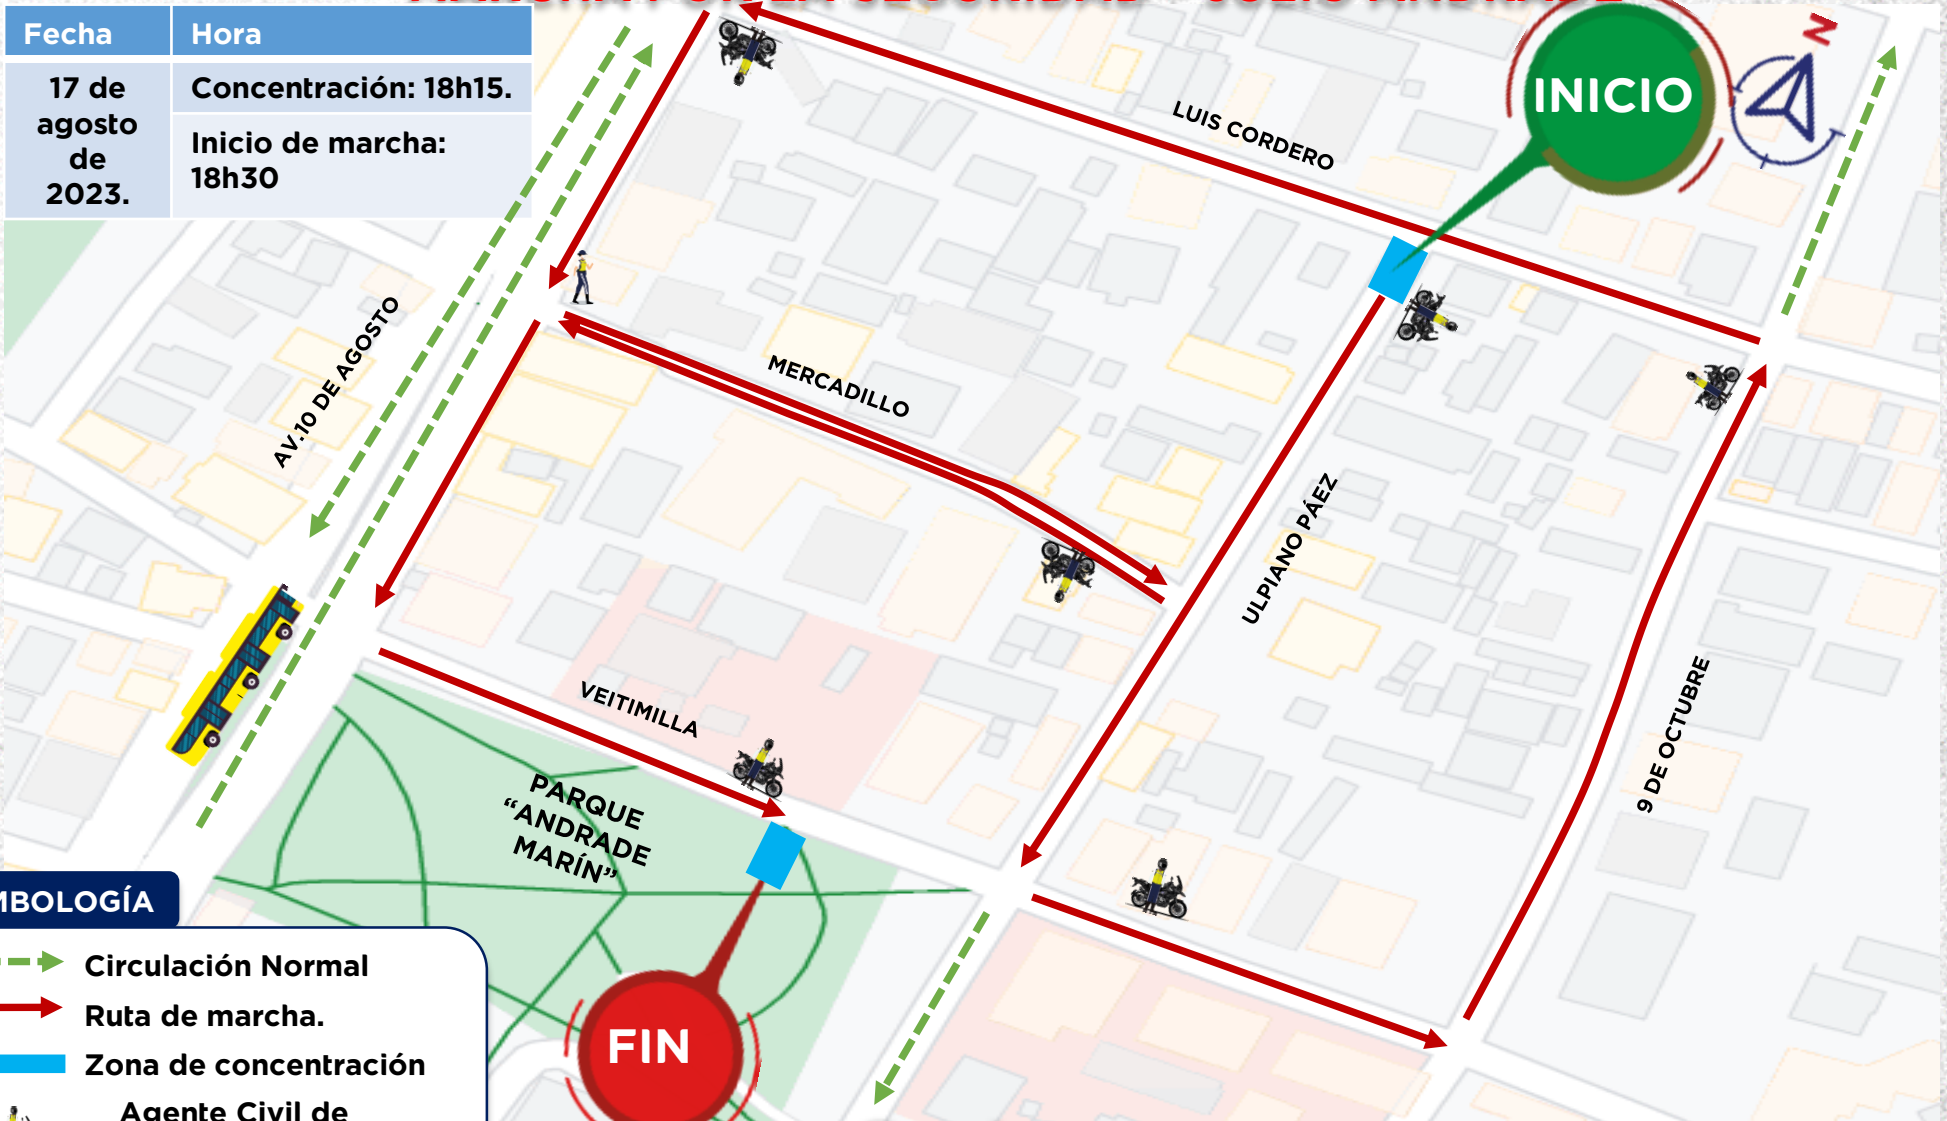 Fecha
Hora
17 de
agosto
de
2023.
Concentración: 18h15.
Inicio de marcha:
18h30
INICIO
N
LUIS CORDERO
AV.10 DE AGOSTO
MERCADILLO
ULPIANO PÁEZ
9 DE OCTUBRE
VEITIMILLA
PARQUE
“ANDRADE
MARÍN”
FIN
MBOLOGÍA
Circulación Normal
Ruta de marcha.
Zona de concentración
Agente Civil de